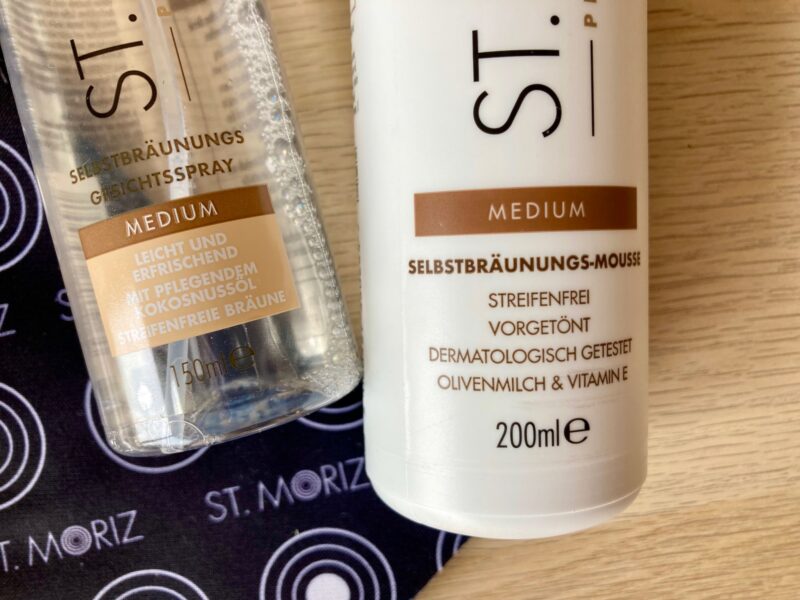 ST.
SELBSTBRÄUNUNGS
GESICHTSSPRAY
MEDIUM
LEICHT UND
ERFRISCHEND
MIT PFLEGENDEM
KOKOSNUSSÖL
STREIFENFREIE BRÄUNE
150ml e
ST.
MEDIUM
SELBSTBRÄUNUNGS-MOUSSE
STREIFENFREI
VORGETÖNT
DERMATOLOGISCH GETESTET
OLIVENMILCH & VITAMIN E
200ml e
ST. MORIZ
ST. MORIZ